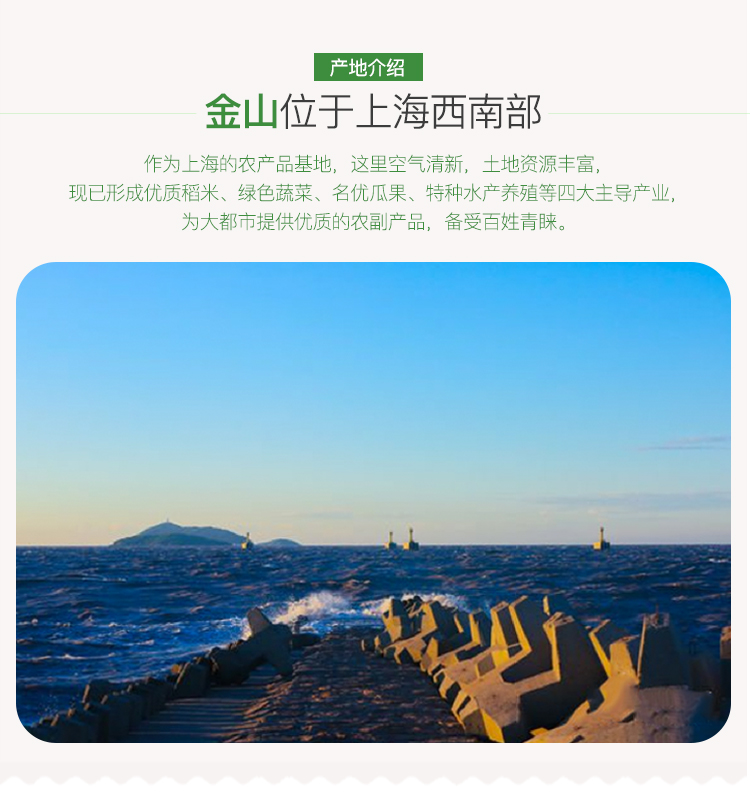 产地介绍
金山位于上海西南部
作为上海的农产品基地，这里空气清新，土地资源丰富，
现已形成优质稻米、绿色蔬菜、名优瓜果、特种水产养殖等四大主导产业，
为大都市提供优质的农副产品，备受百姓青睐。